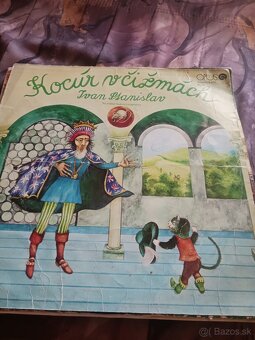 opus
Kocúr v čižmách
Ivan Stanislav
© Bazos.sk